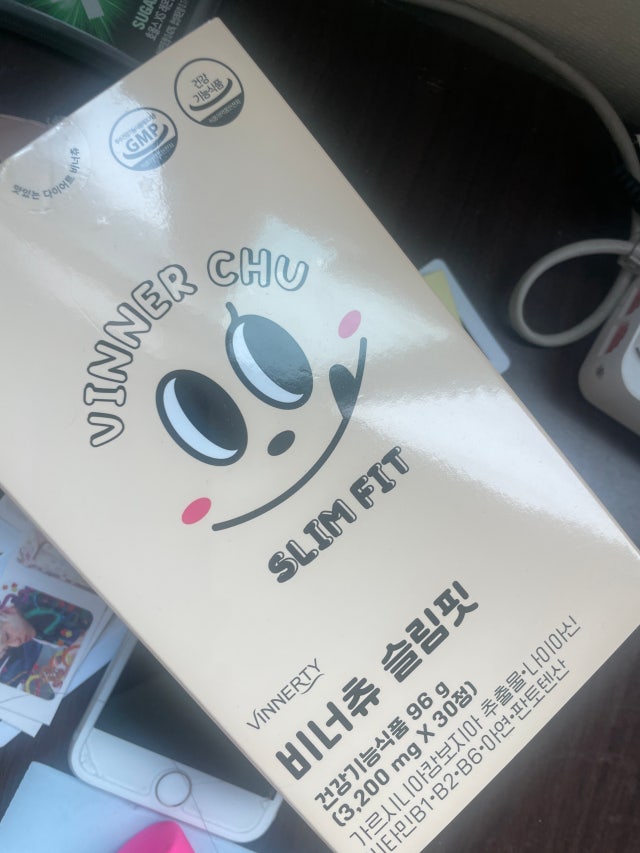 SUGA
건강
기능식품
GMP
맛있는 다이어트 비너츄
VINNER CHU
SLIM FIT
VINNERTY
비너츄 슬림핏
건강기능식품 96 g
(3,200 mg X 30정)
가르시니아캄보지아 추출물·나이아신
비타민B1·B2·B6·아연·판토텐산